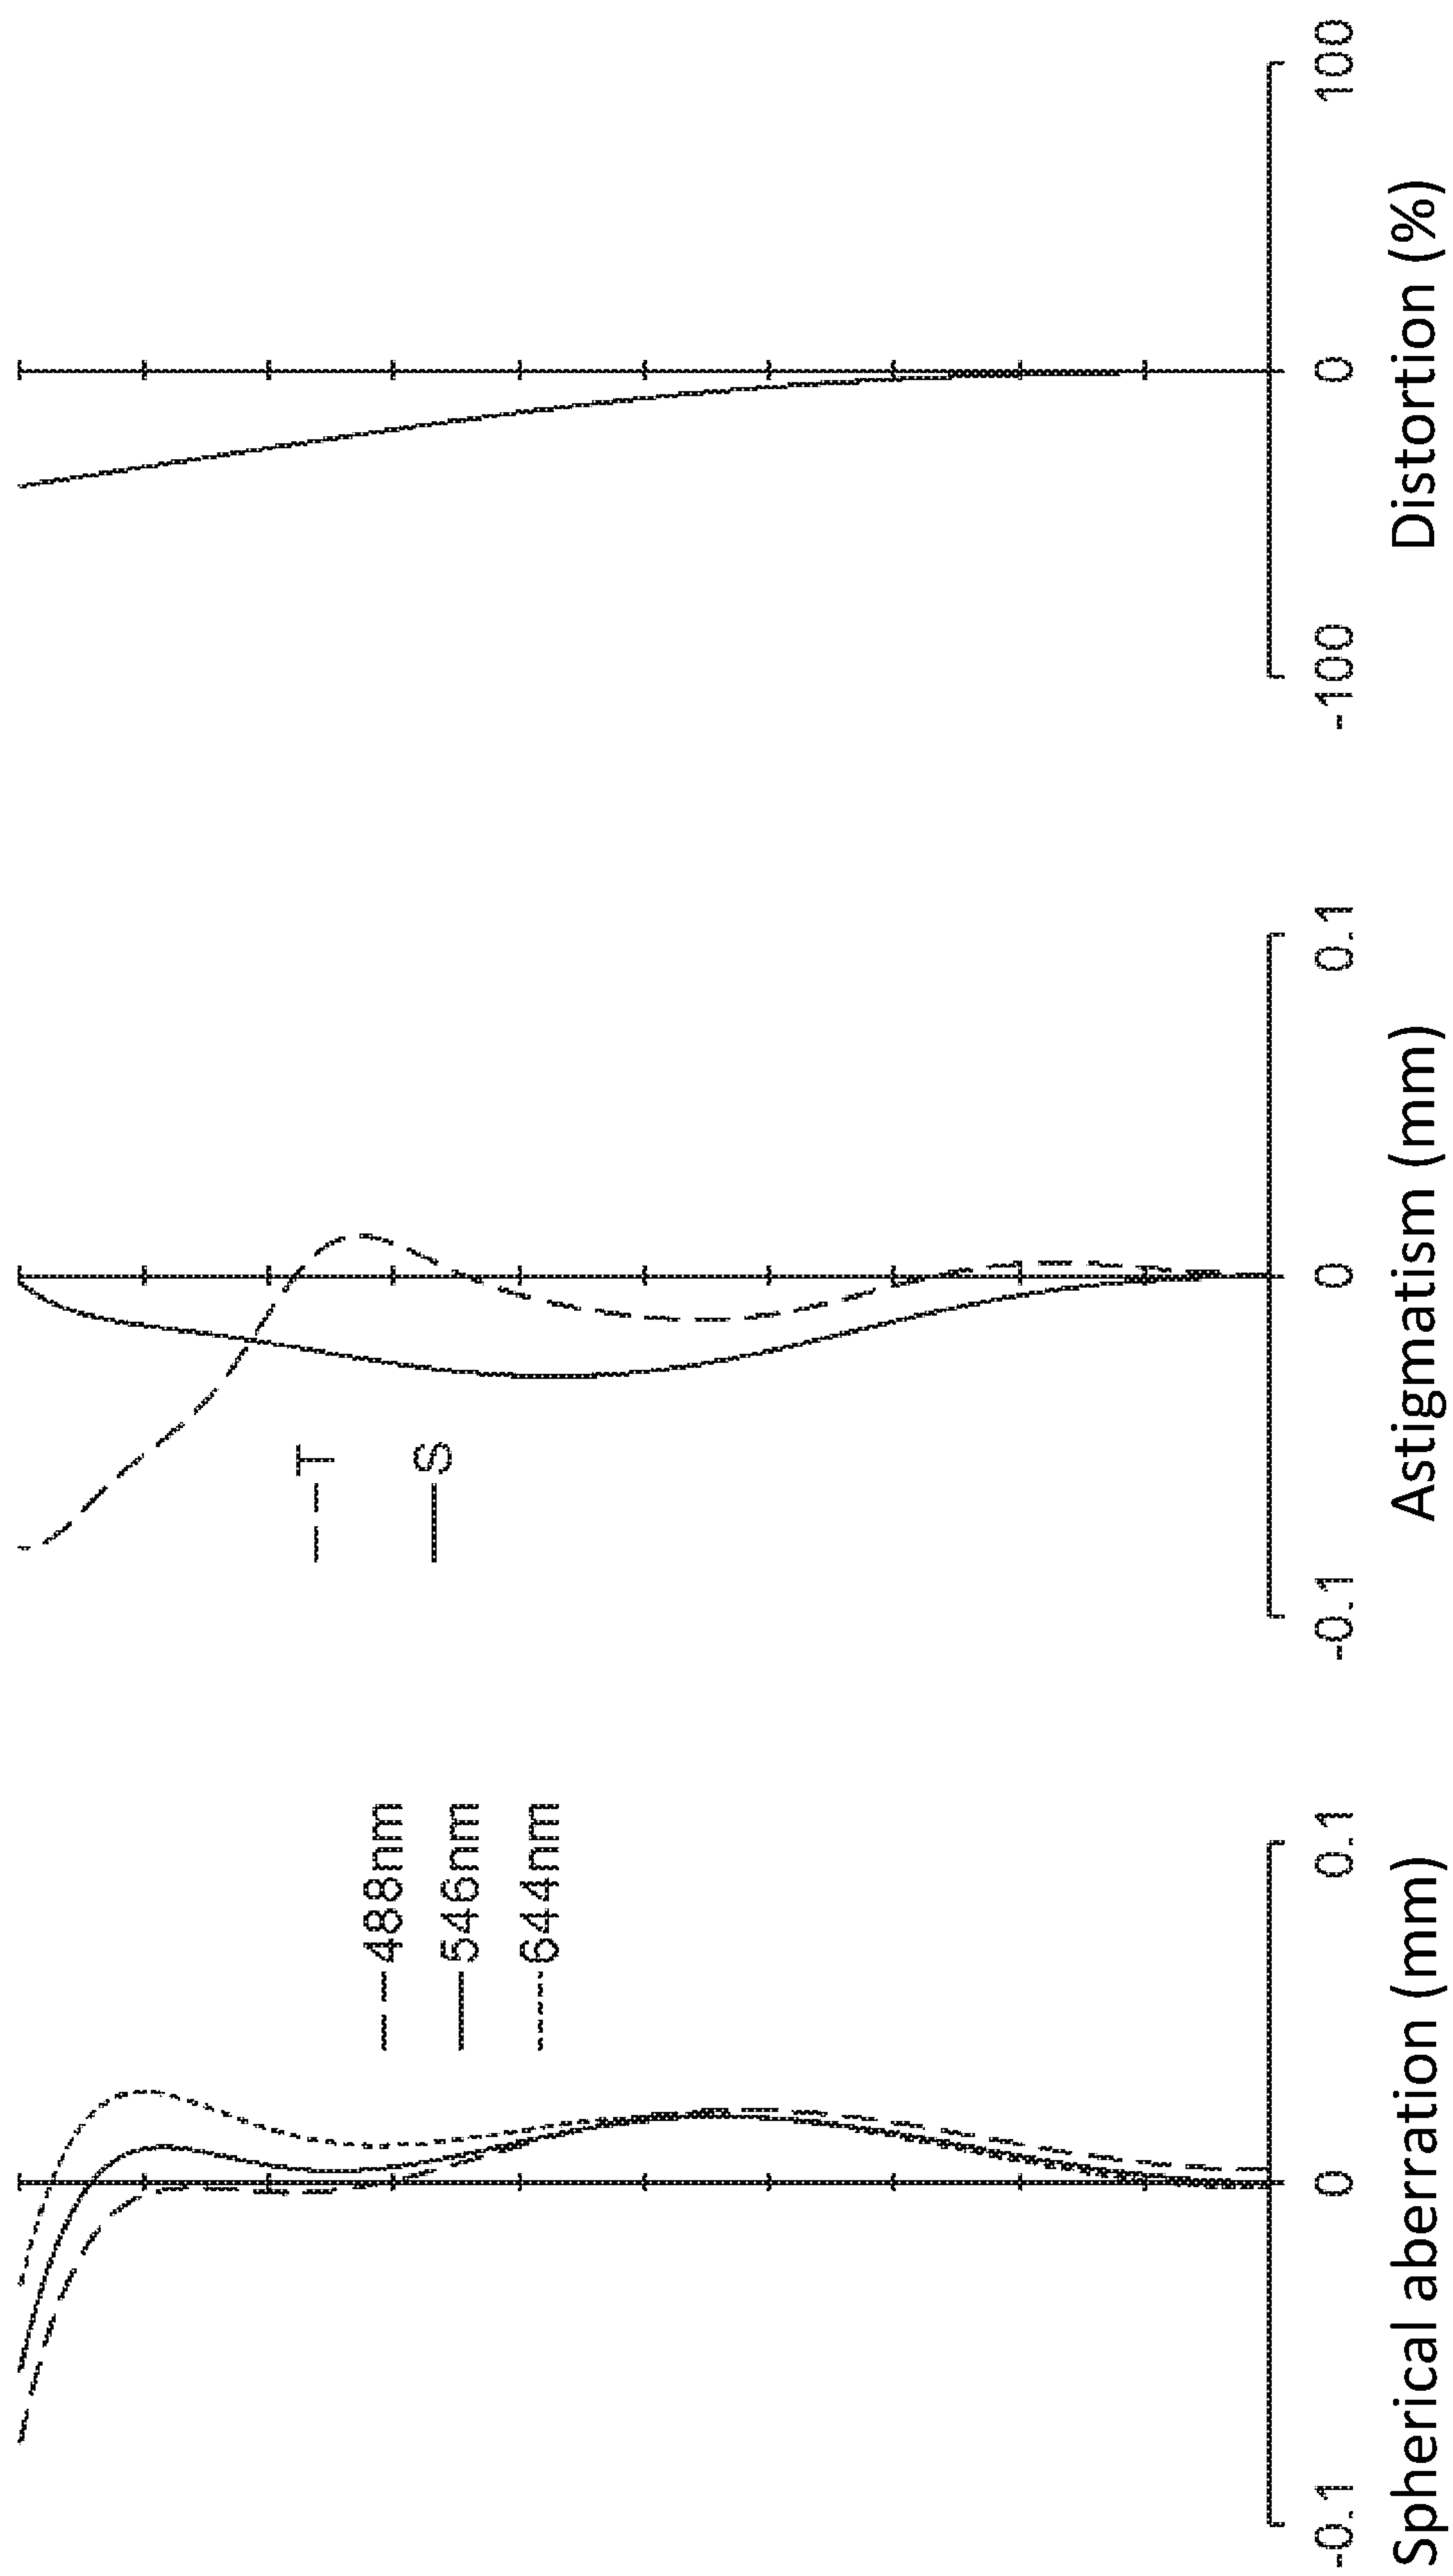 488nm
546nm
644nm
-0.1 0 0.1
Spherical aberration (mm)
T
S
-0.1 0 0.1
Astigmatism (mm)
-100 0 100
Distortion (%)